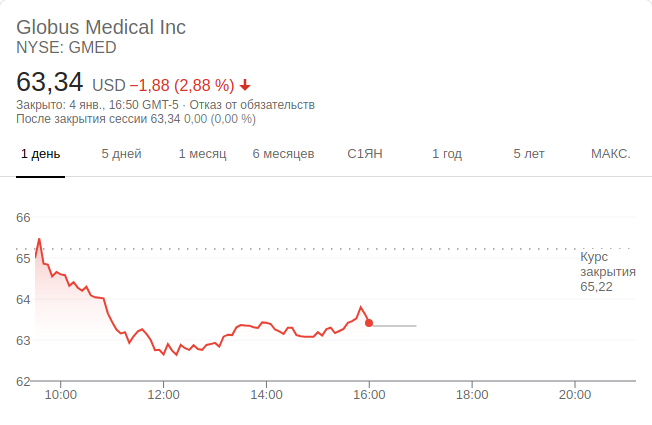 Globus Medical Inc
NYSE: GMED
63,34 USD −1,88 (2,88 %)
Закрыто: 4 янв., 16:50 GMT-5 · Отказ от обязательств
После закрытия сессии 63,34 0,00 (0,00 %)
1 день 5 дней 1 месяц 6 месяцев С1ЯН 1 год 5 лет МАКС.
66
65
64
63
62
Курс
закрытия
65,22
10:00 12:00 14:00 16:00 18:00 20:00